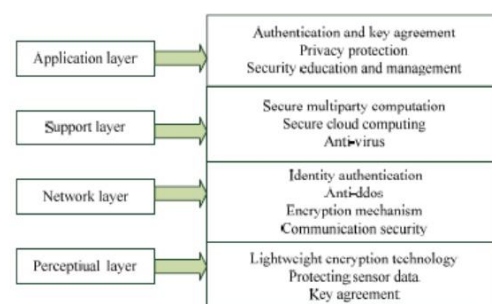 Application layer
Authentication and key agreement
Privacy protection
Security education and management
Support layer
Secure multiparty computation
Secure cloud computing
Anti-virus
Network layer
Identity authentication
Anti-ddos
Encryption mechanism
Communication security
Perceptiual layer
Lightweight encryption technology
Protecting sensor data
Key agreement